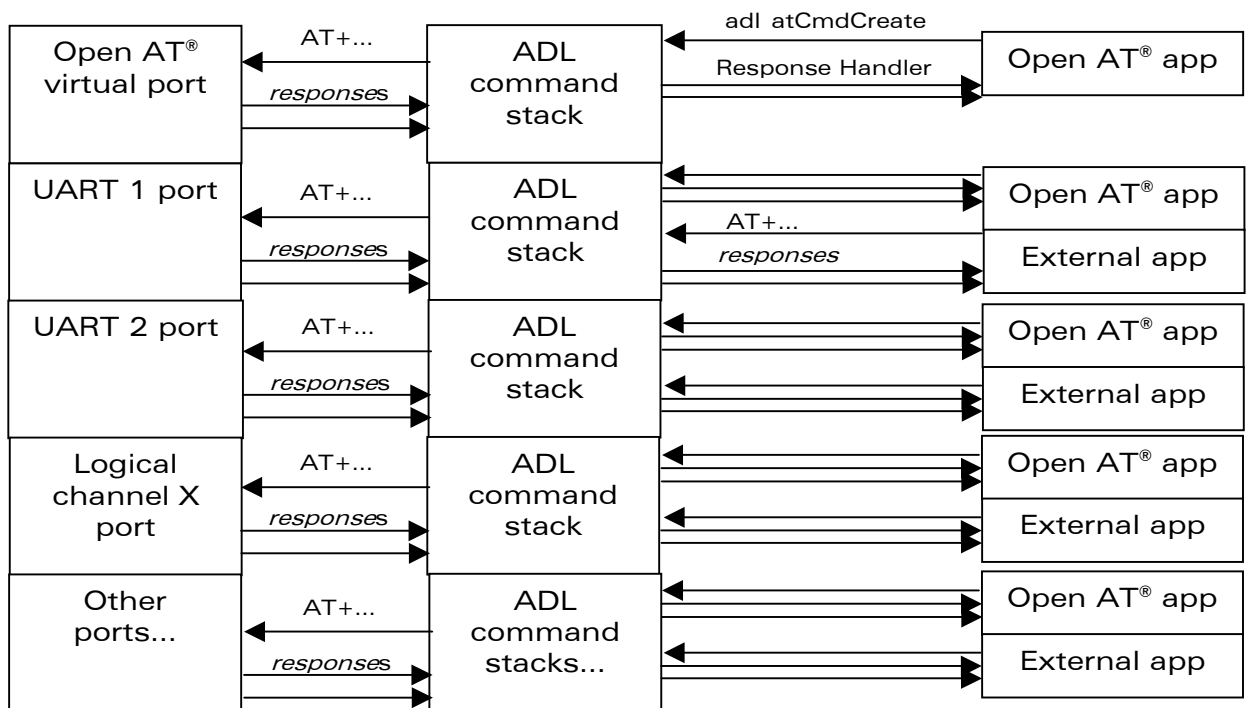 adl atCmdCreate
Open AT® virtual port
AT+...
responses
ADL command stack
Response Handler
Open AT® app
UART 1 port
AT+...
responses
ADL command stack
Open AT® app
AT+...
responses
External app
UART 2 port
AT+...
responses
ADL command stack
Open AT® app
External app
Logical channel X port
AT+...
responses
ADL command stack
Open AT® app
External app
Other ports...
AT+...
responses
ADL command stacks...
Open AT® app
External app